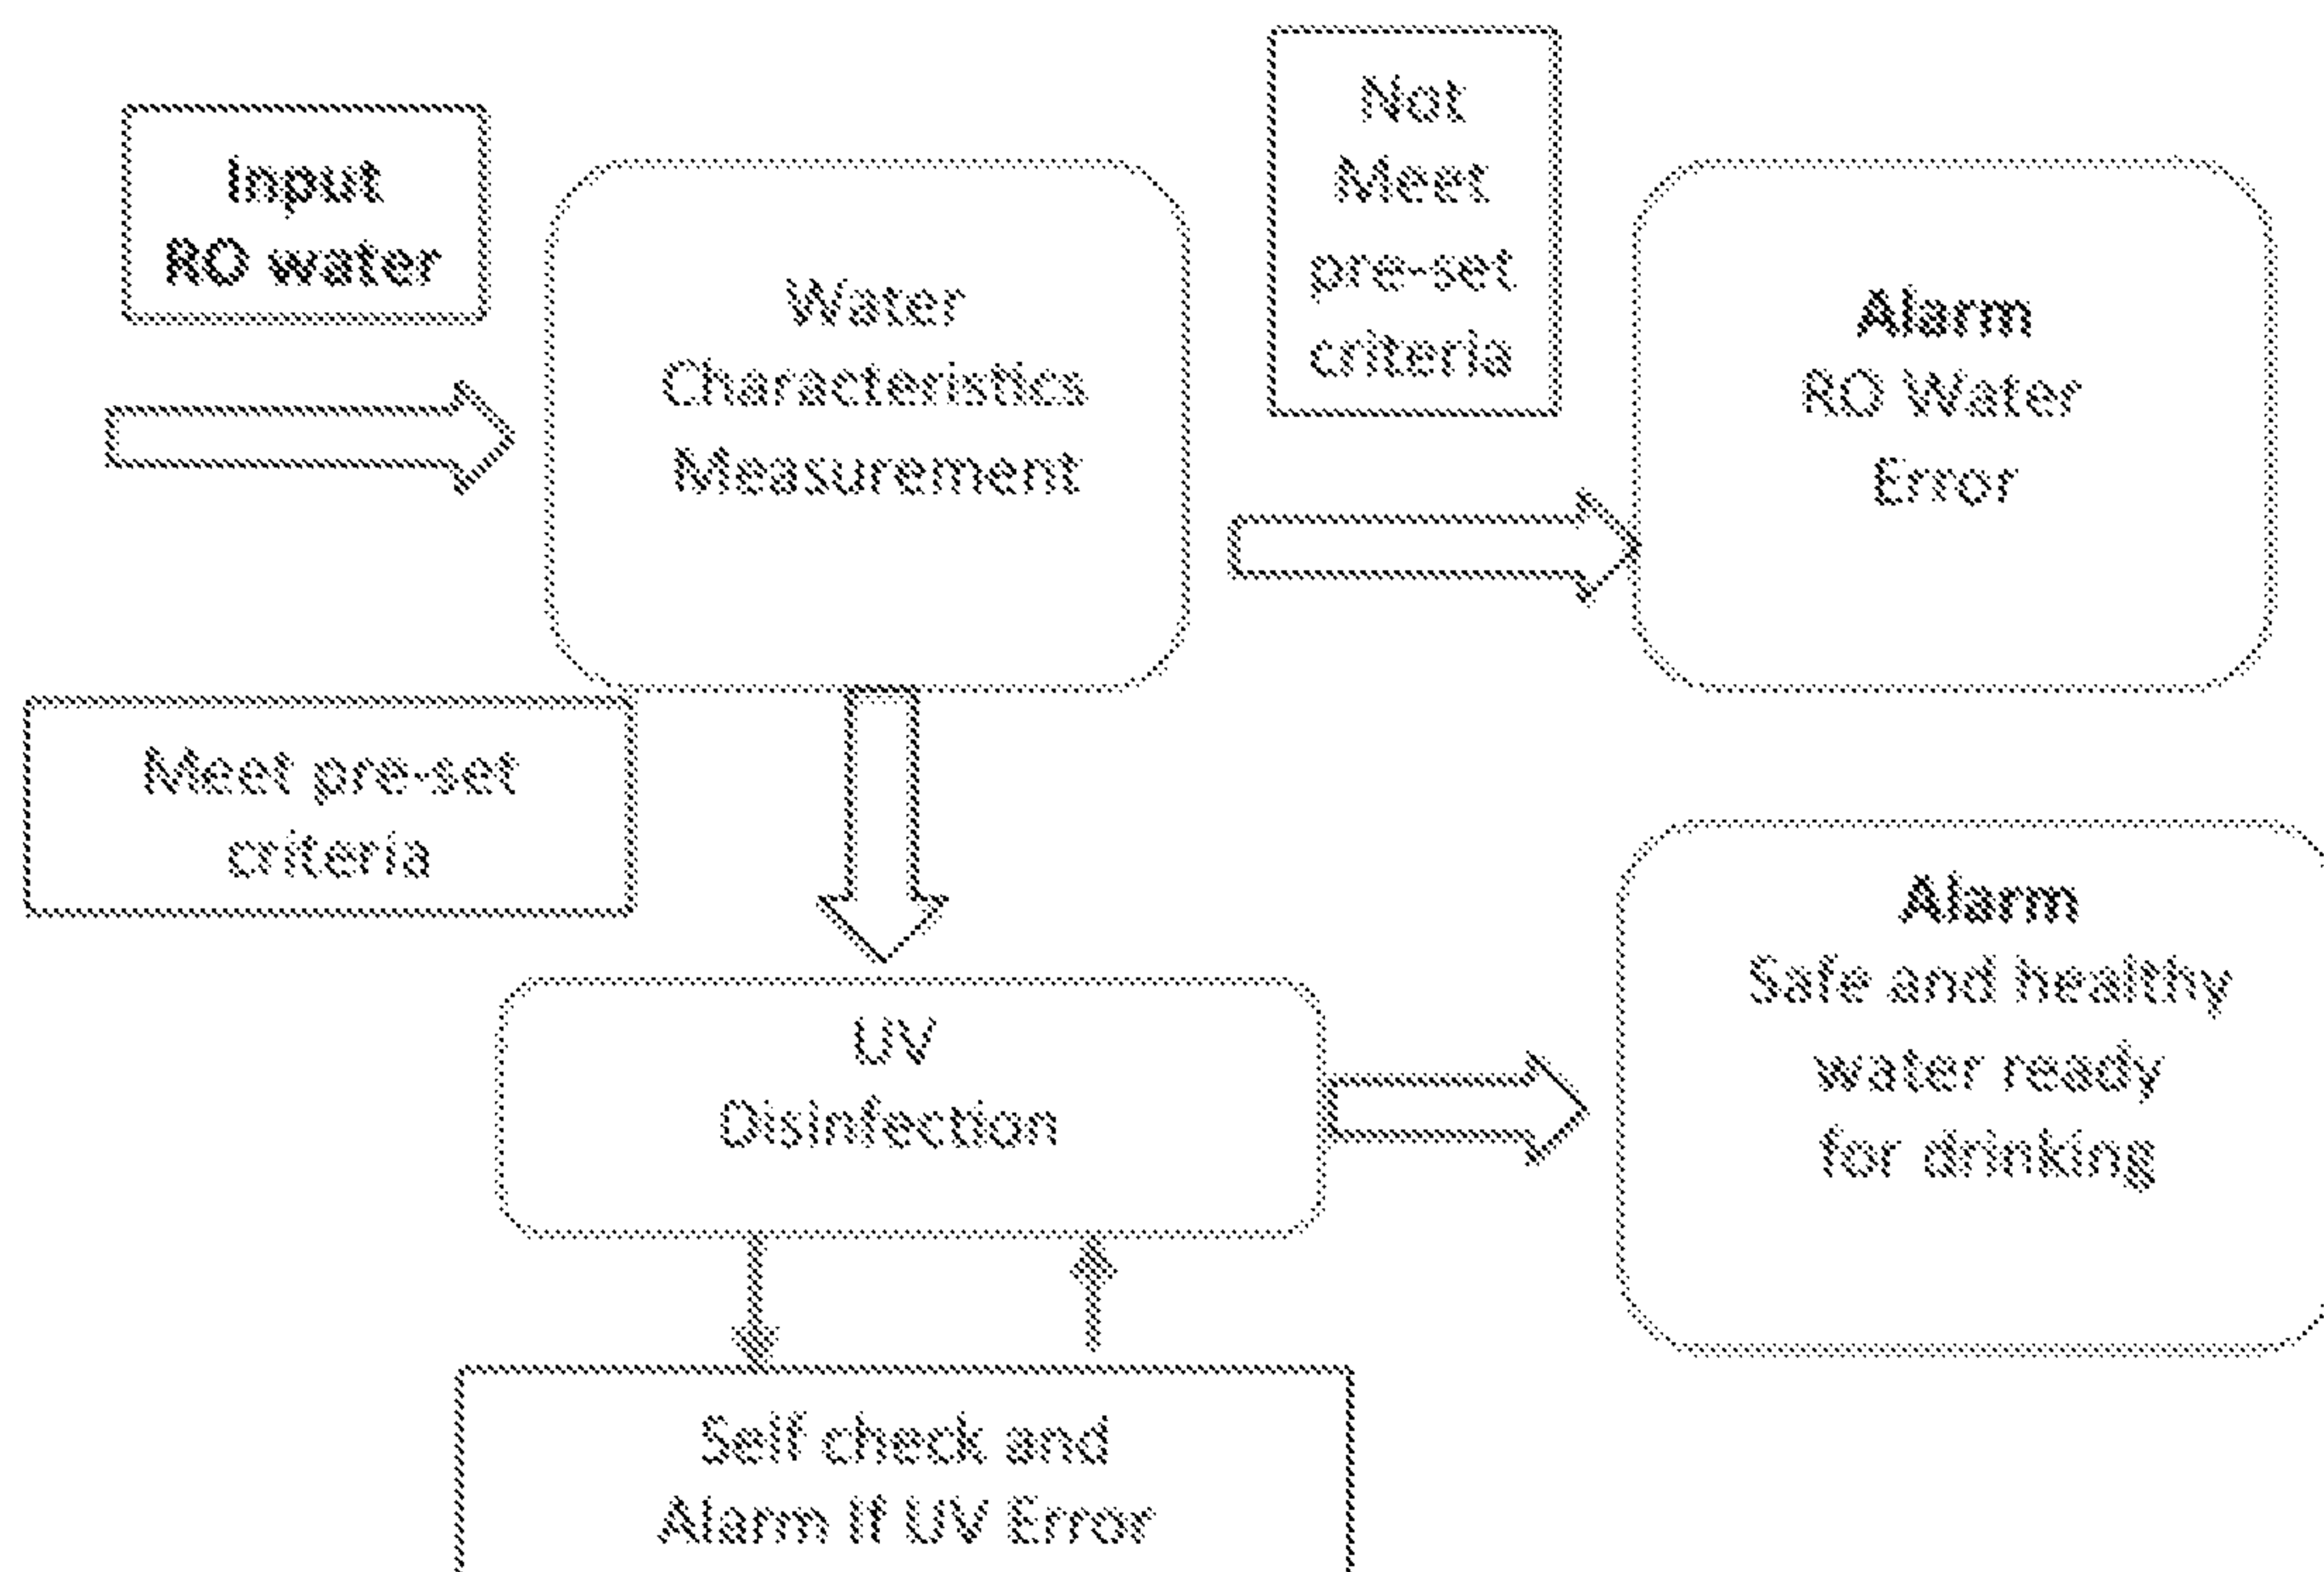 Input
RO water
Water
Characteristics
Measurement
Not
Meet
pre-set
criteria
Alarm
RO Water
Error
Meet pre-set
criteria
UV
Disinfection
Alarm
Safe and healthy
water ready
for drinking
Self check and
Alarm If UV Error